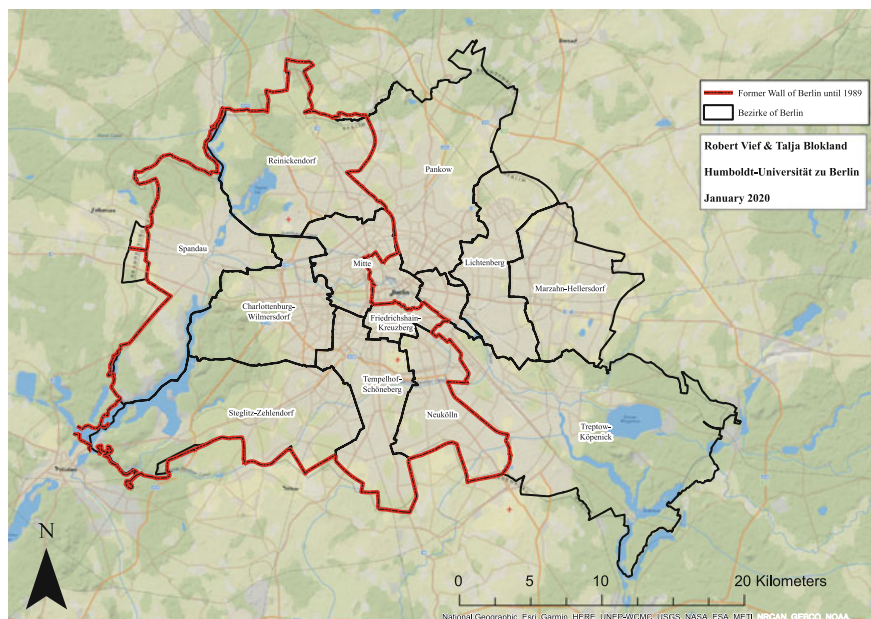 Former Wall of Berlin until 1989
Bezirke of Berlin
Robert Vief & Talja Blokland
Humboldt-Universität zu Berlin
January 2020
Reinickendorf
Pankow
Spandau
Mitte
Lichtenberg
Marzahn-Hellersdorf
Charlottenburg-
Wilmersdorf
Friedrichshain-
Kreuzberg
Tempelhof-
Schöneberg
Steglitz-Zehlendorf
Neukölln
Treptow-
Köpenick
Berlin
N
0 5 10 20 Kilometers
National Geographic, Esri, Garmin, HERE, UNEP-WCMC, USGS, NASA, ESA, METI, NRCAN, GEBCO, NOAA,